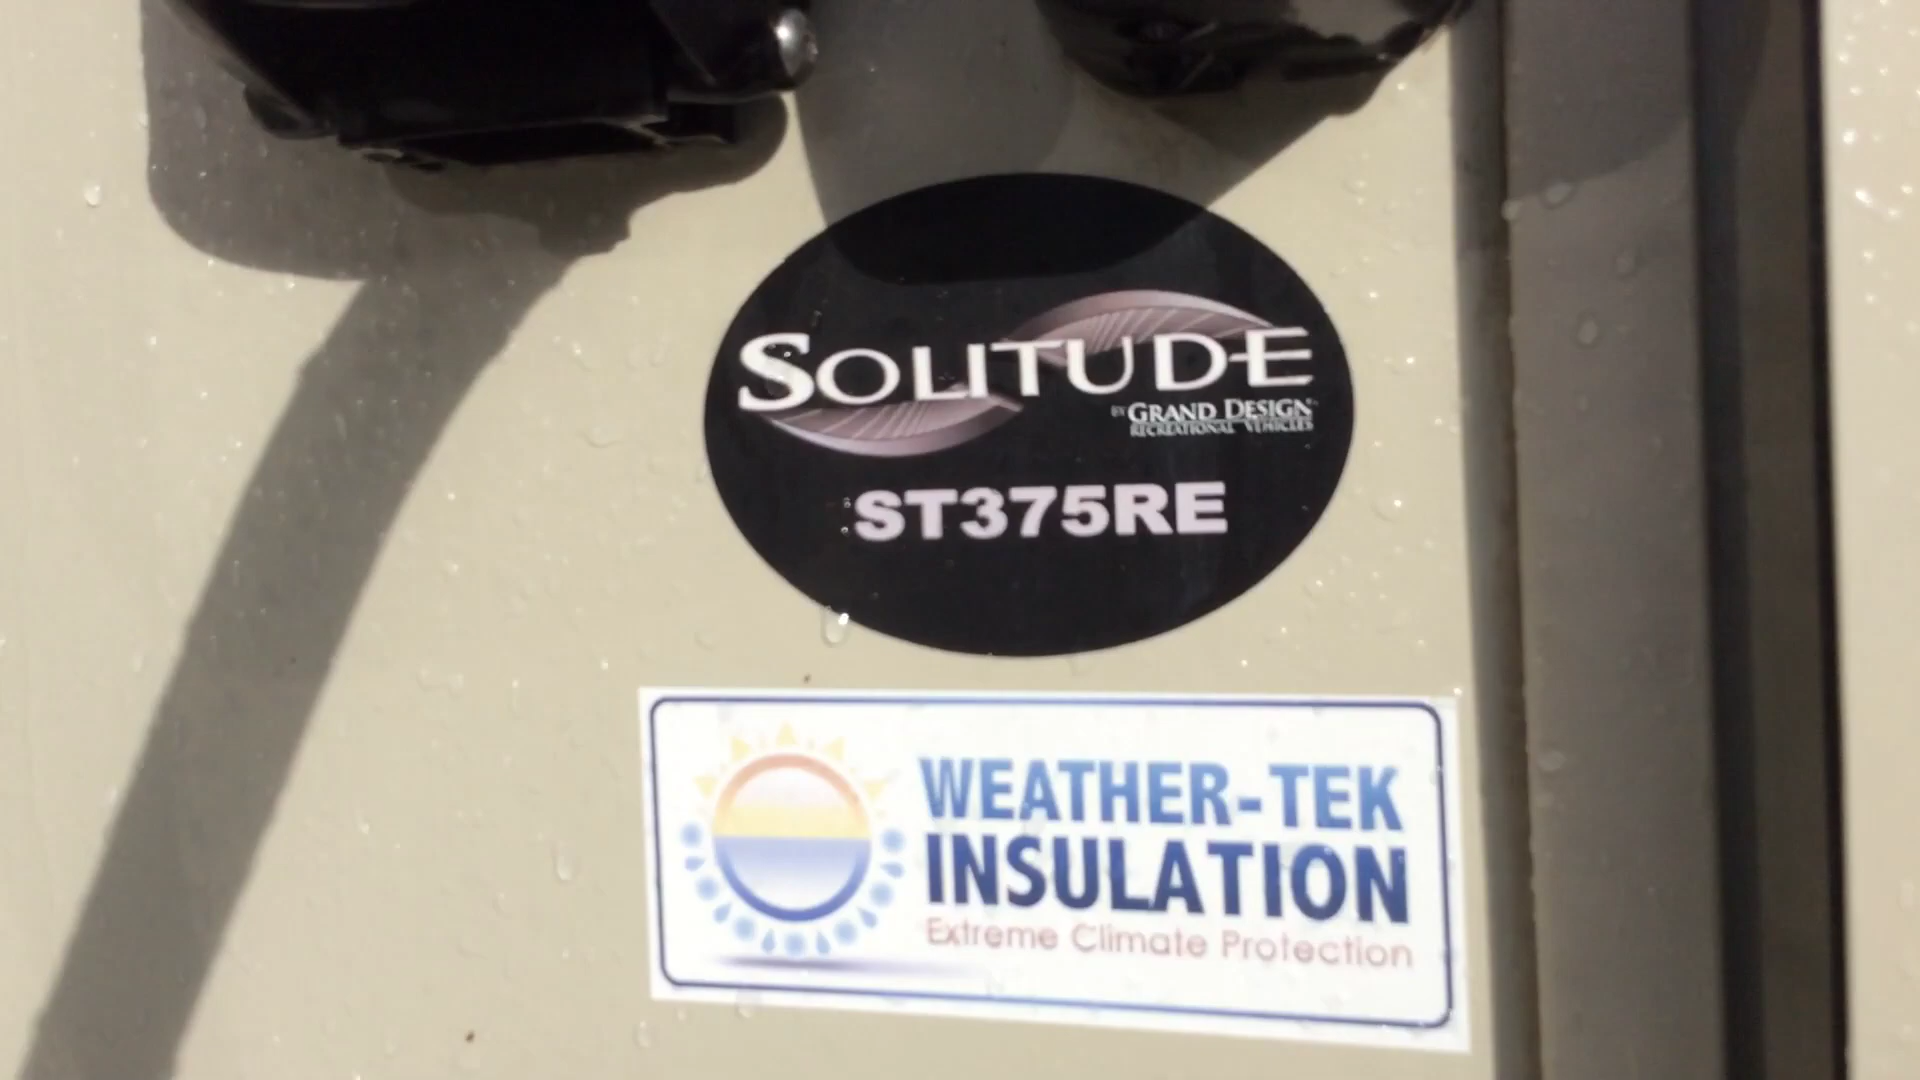 SOLITUDE
BY GRAND DESIGN
RECREATIONAL VEHICLES
ST375RE
WEATHER-TEK
INSULATION
Extreme Climate Protection